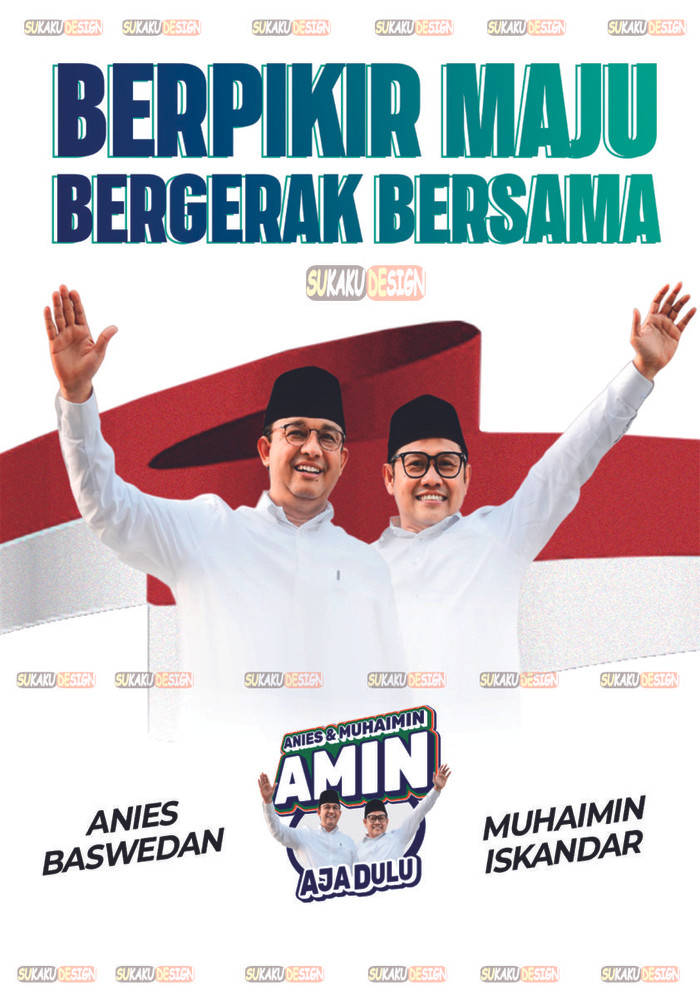 SUKAKU DESIGN SUKAKU DESIGN SUKAKU DESIGN SUKAKU DESIGN SUKAKU DESIGN SUKAKU DESIGN
BERPIKIR MAJU
BERGERAK BERSAMA
SUKAKU DESIGN
SUKAKU DESIGN SUKAKU DESIGN SUKAKU DESIGN SUKAKU DESIGN SUKAKU DESIGN SUKAKU DESIGN
ANIES & MUHAIMIN
AMIN
AJA DULU
ANIES
BASWEDAN
MUHAIMIN
ISKANDAR
SUKAKU DESIGN SUKAKU DESIGN SUKAKU DESIGN SUKAKU DESIGN SUKAKU DESIGN SUKAKU DESIGN